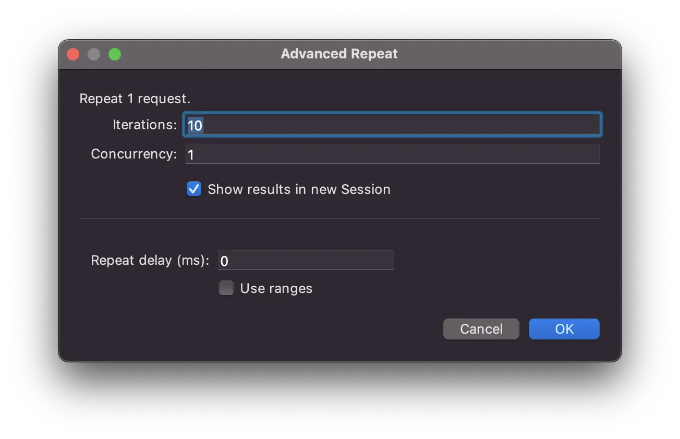 Advanced Repeat
Repeat 1 request.
Iterations: 10
Concurrency: 1
Show results in new Session
Repeat delay (ms): 0
Use ranges
Cancel OK